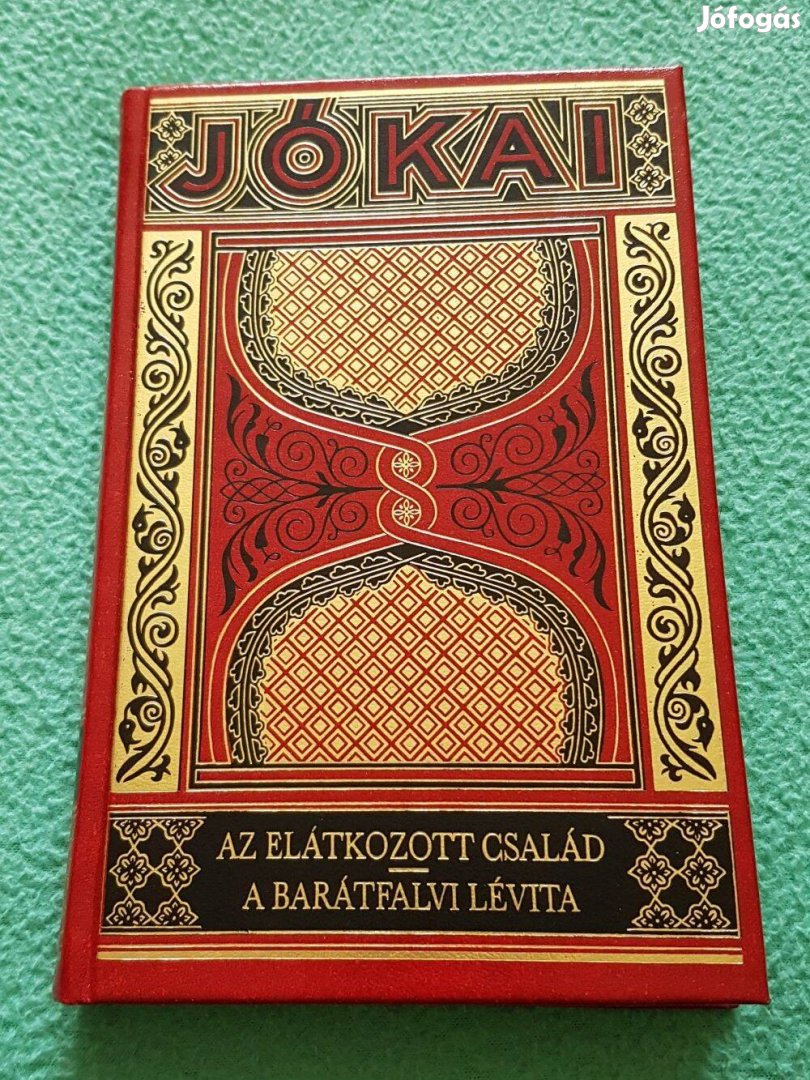 Jófogás
JÓKAI
AZ ELÁTKOZOTT CSALÁD
A BARÁTFALVI LÉVITA